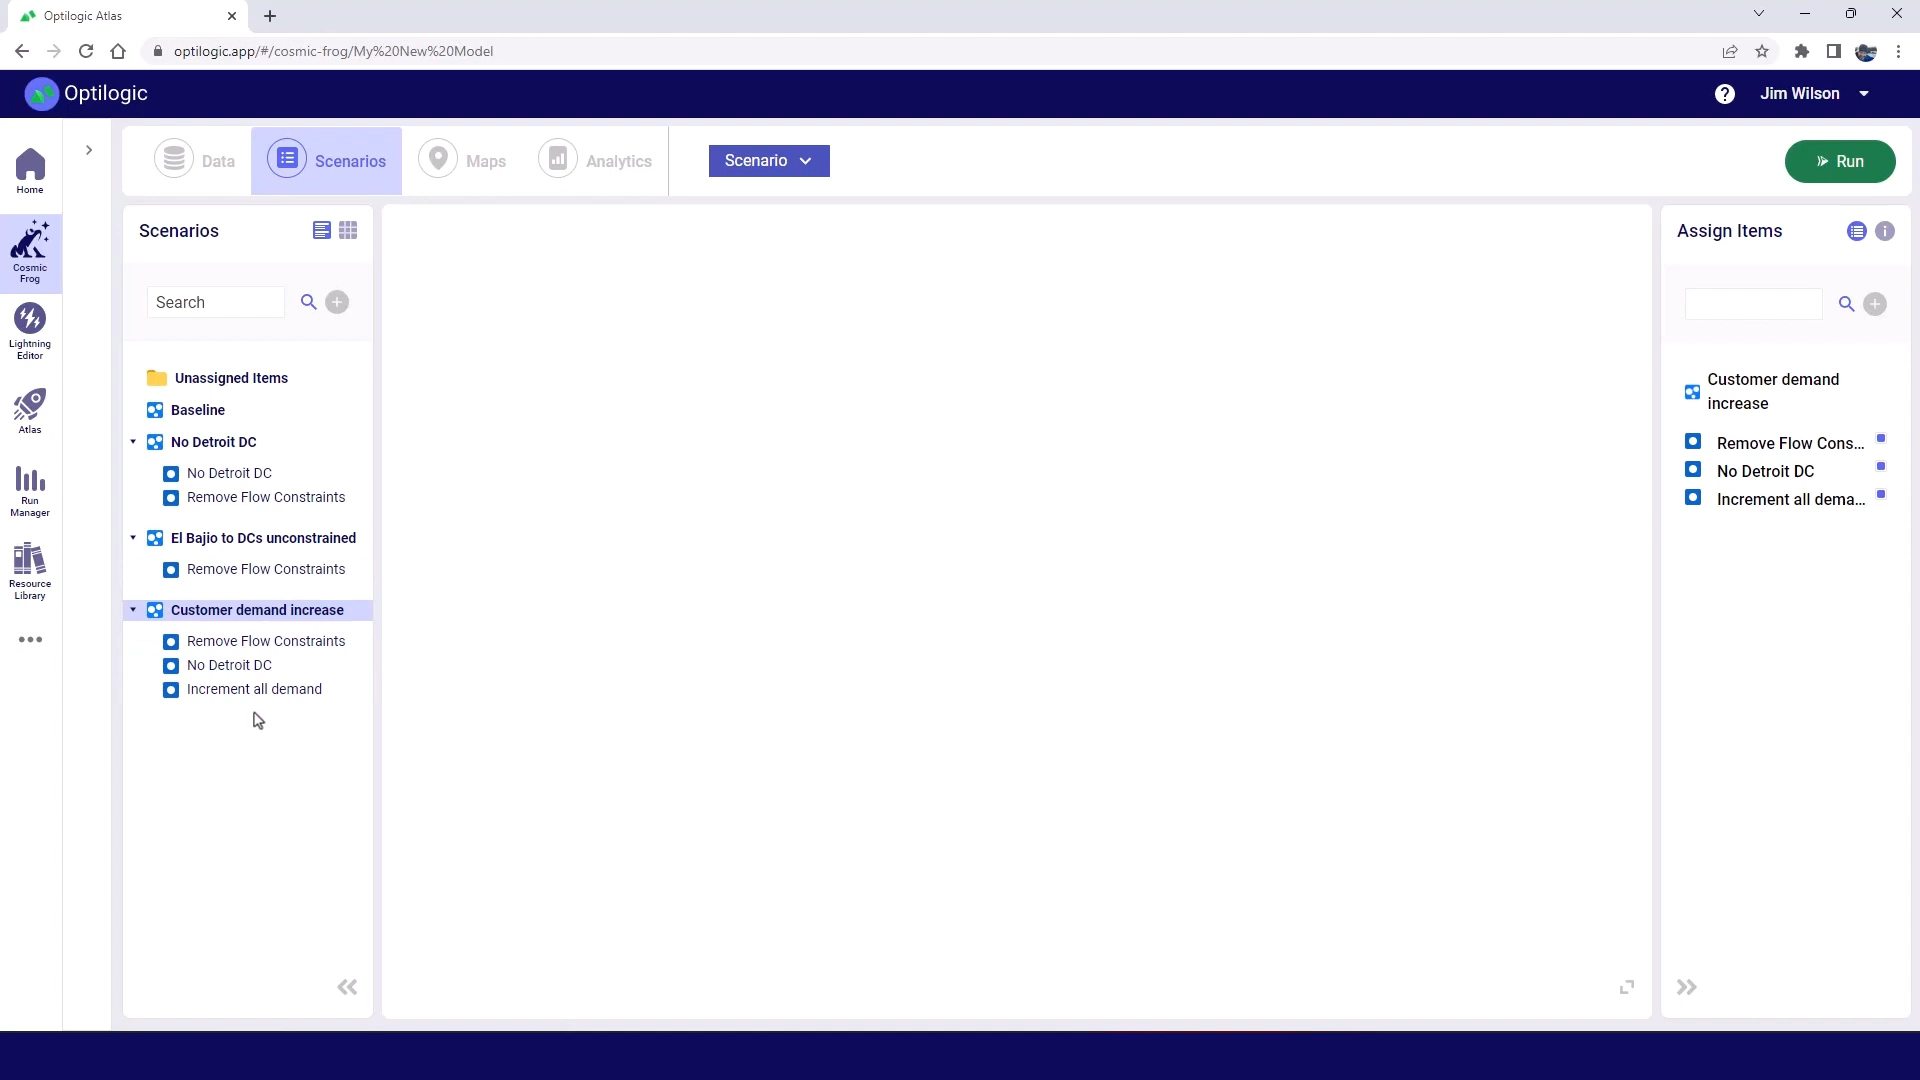 Optilogic Atlas
optilogic.app/#/cosmic-frog/My%20New%20Model
Optilogic
? Jim Wilson
Home
Cosmic
Frog
Lightning
Editor
Atlas
Run
Manager
Resource
Library
Data
Scenarios
Maps
Analytics
Scenario
Run
Scenarios
Search
Unassigned Items
Baseline
No Detroit DC
No Detroit DC
Remove Flow Constraints
El Bajio to DCs unconstrained
Remove Flow Constraints
Customer demand increase
Remove Flow Constraints
No Detroit DC
Increment all demand
Assign Items
Customer demand
increase
Remove Flow Cons...
No Detroit DC
Increment all dema...